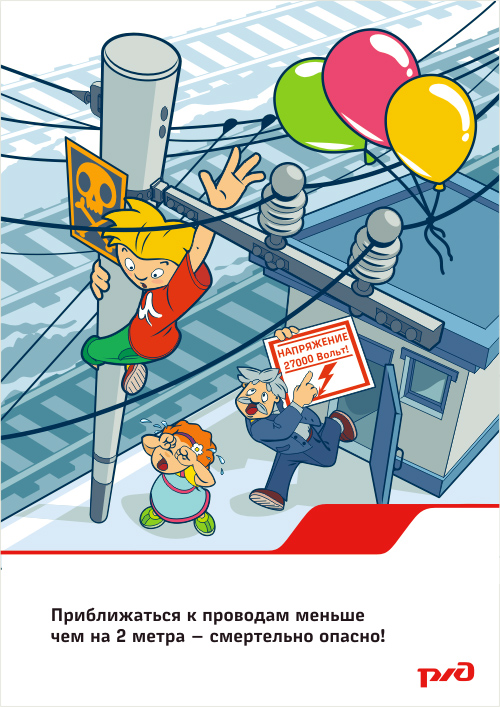 НАПРЯЖЕНИЕ
27000 Вольт!
Приближаться к проводам меньше
чем на 2 метра – смертельно опасно!
ржд